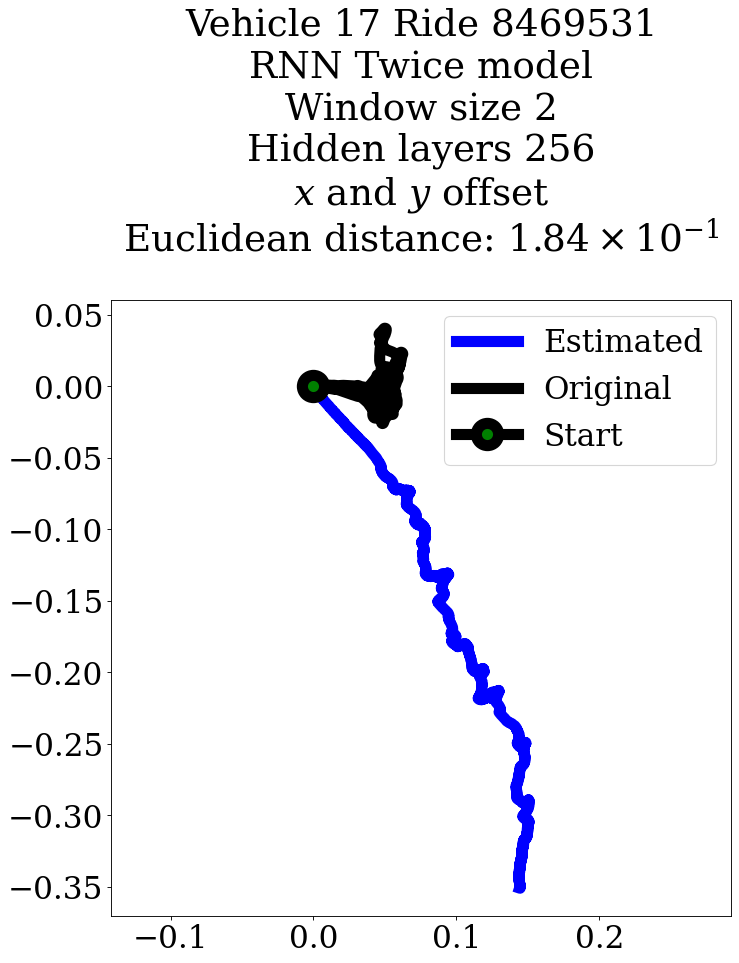 Vehicle 17 Ride 8469531
RNN Twice model
Window size 2
Hidden layers 256
x and y offset
Euclidean distance: 1.84 × 10⁻¹
0.05
0.00
−0.05
−0.10
−0.15
−0.20
−0.25
−0.30
−0.35
Estimated
Original
Start
−0.1 0.0 0.1 0.2